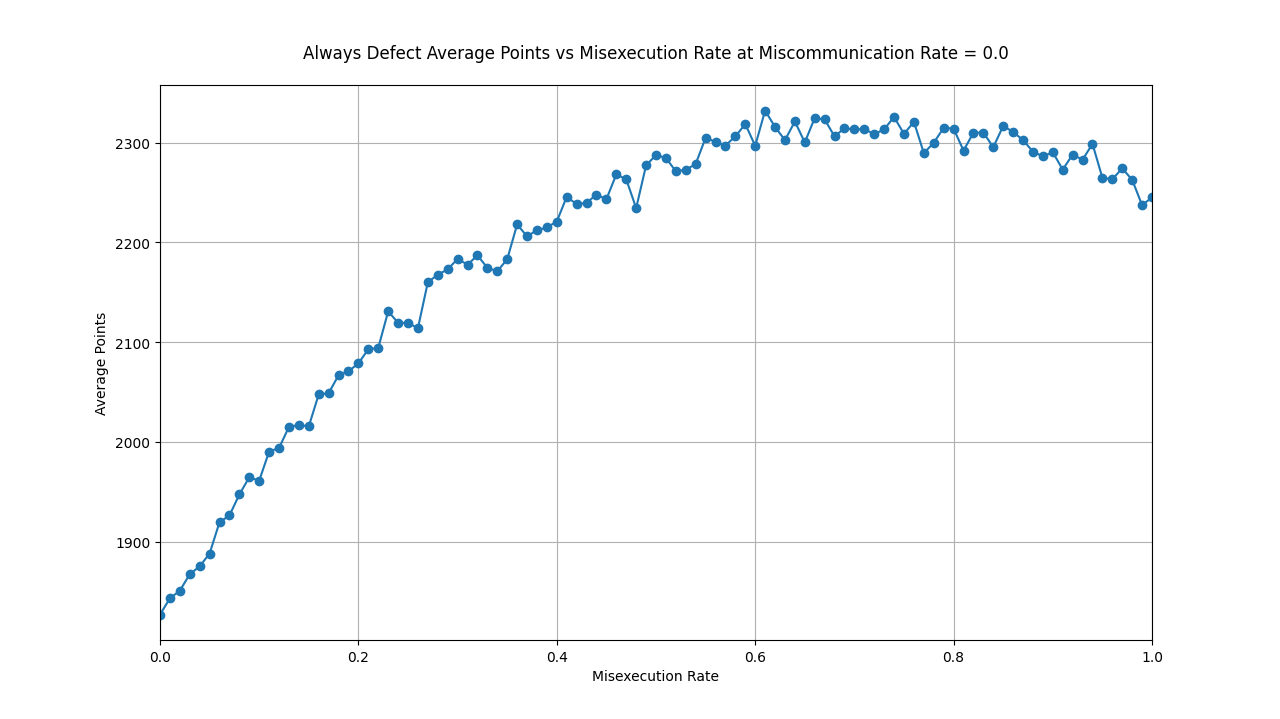 Always Defect Average Points vs Misexecution Rate at Miscommunication Rate = 0.0
2300
2200
2100
2000
1900
Average Points
0.0 0.2 0.4 0.6 0.8 1.0
Misexecution Rate